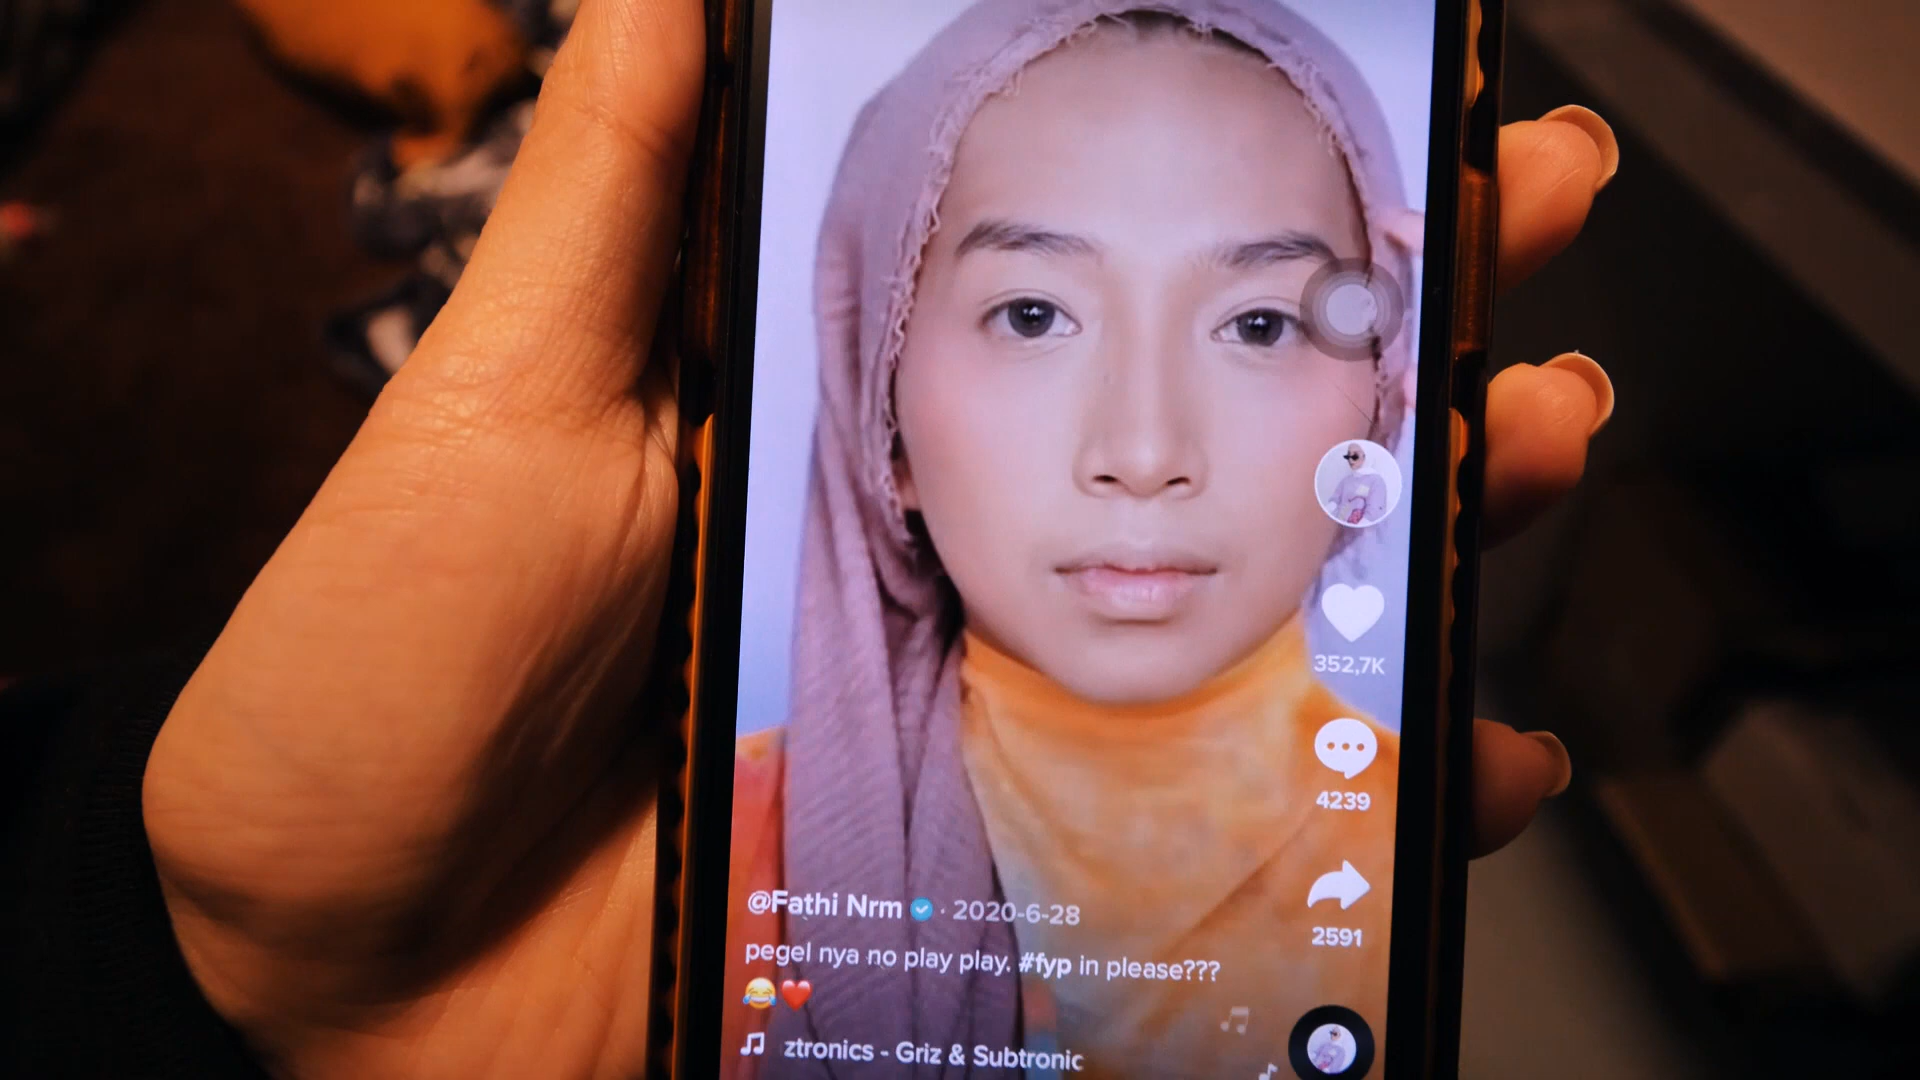 352,7K
4239
2591
@Fathi Nrm · 2020-6-28
pegel nya no play play. #fyp in please???
😂❤️
ztronics - Griz & Subtronic